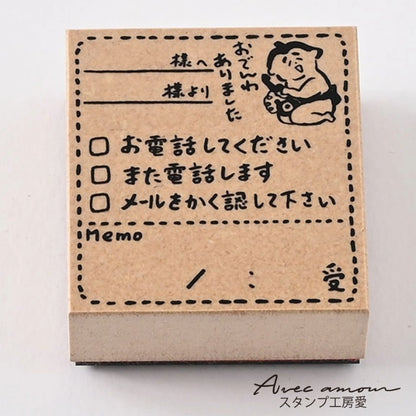 様へ
様より
おでんわ
ありました
お電話してください
また電話します
メールをかく認して下さい
Memo
/ : 受
Avec amour
スタンプ工房愛